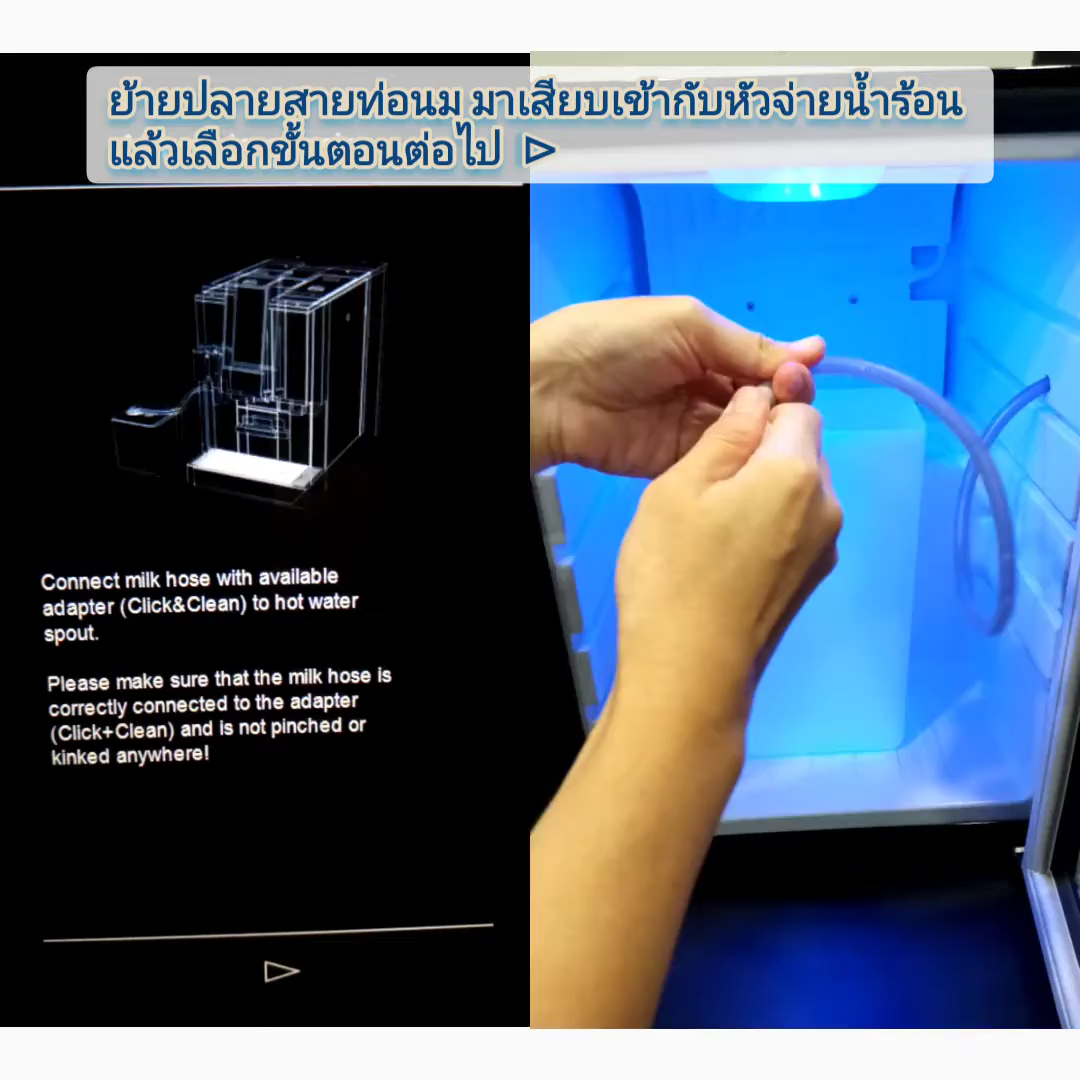 ย้ายปลายสายท่อนม มาเสียบเข้ากับหัวจ่ายน้ำร้อน
แล้วเลือกขั้นตอนต่อไป ▷
Connect milk hose with available
adapter (Click&Clean) to hot water
spout.
Please make sure that the milk hose is
correctly connected to the adapter
(Click+Clean) and is not pinched or
kinked anywhere!